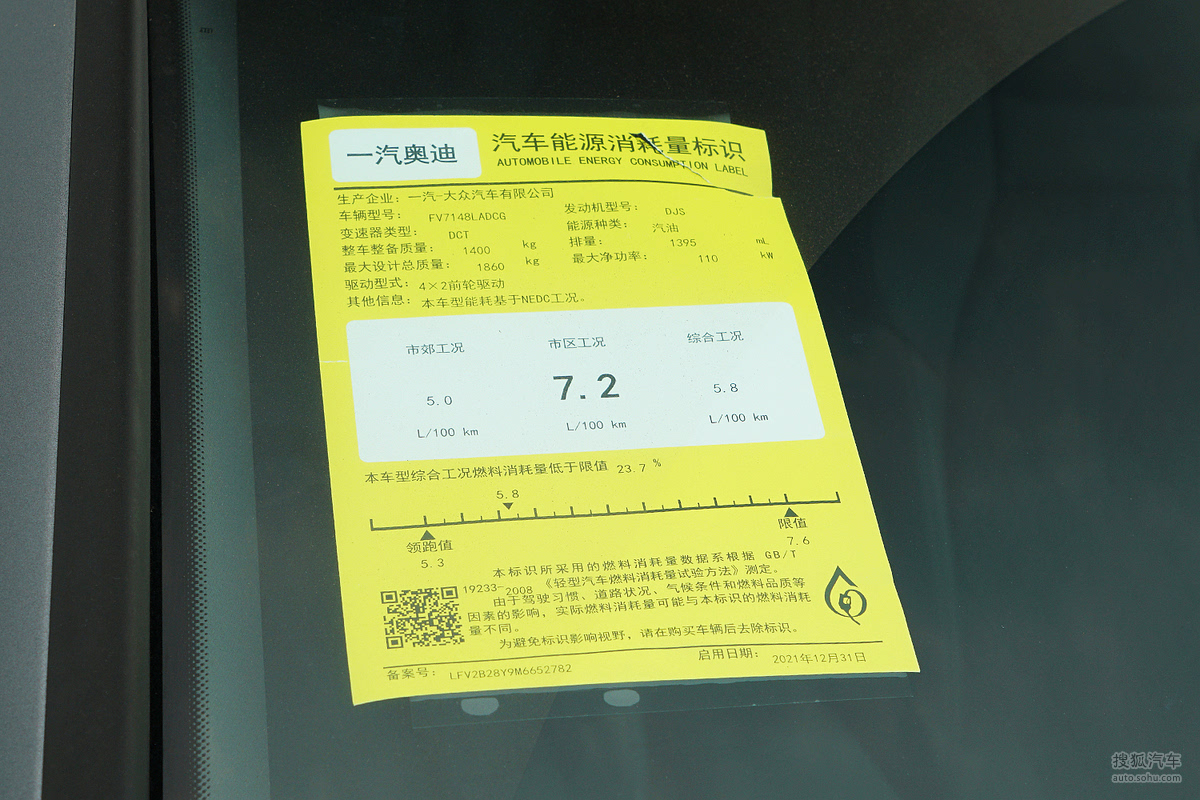 一汽奥迪
汽车能源消耗量标识
AUTOMOBILE ENERGY CONSUMPTION LABEL
生产企业：一汽-大众汽车有限公司
车辆型号： FV7148LADCG 发动机型号： DJS
变速器类型： DCT 能源种类： 汽油
整车整备质量： 1400 kg 排量： 1395 mL
最大设计总质量： 1860 kg 最大净功率： 110 kW
驱动型式： 4×2前轮驱动
其他信息： 本车型能耗基于NEDC工况。
市郊工况 市区工况 综合工况
5.0 7.2 5.8
L/100 km L/100 km L/100 km
本车型综合工况燃料消耗量低于限值 23.7 %
5.8
领跑值 限值
5.3 7.6
本标识所采用的燃料消耗量数据系根据 GB/T
19233-2008 《轻型汽车燃料消耗量试验方法》测定。
由于驾驶习惯、道路状况、气候条件和燃料品质等
因素的影响，实际燃料消耗量可能与本标识的燃料消耗
量不同。
为避免标识影响视野，请在购买车辆后去除标识。
备案号： LFV2B28Y9M6652782 启用日期： 2021年12月31日
搜狐汽车
auto.sohu.com